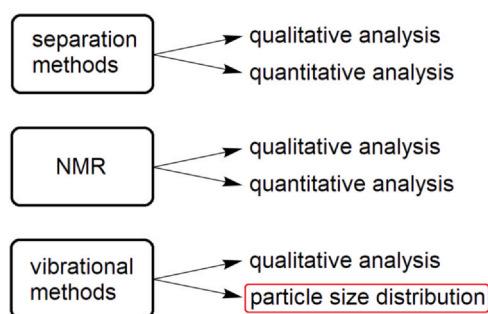 separation
methods
qualitative analysis
quantitative analysis
NMR
qualitative analysis
quantitative analysis
vibrational
methods
qualitative analysis
particle size distribution